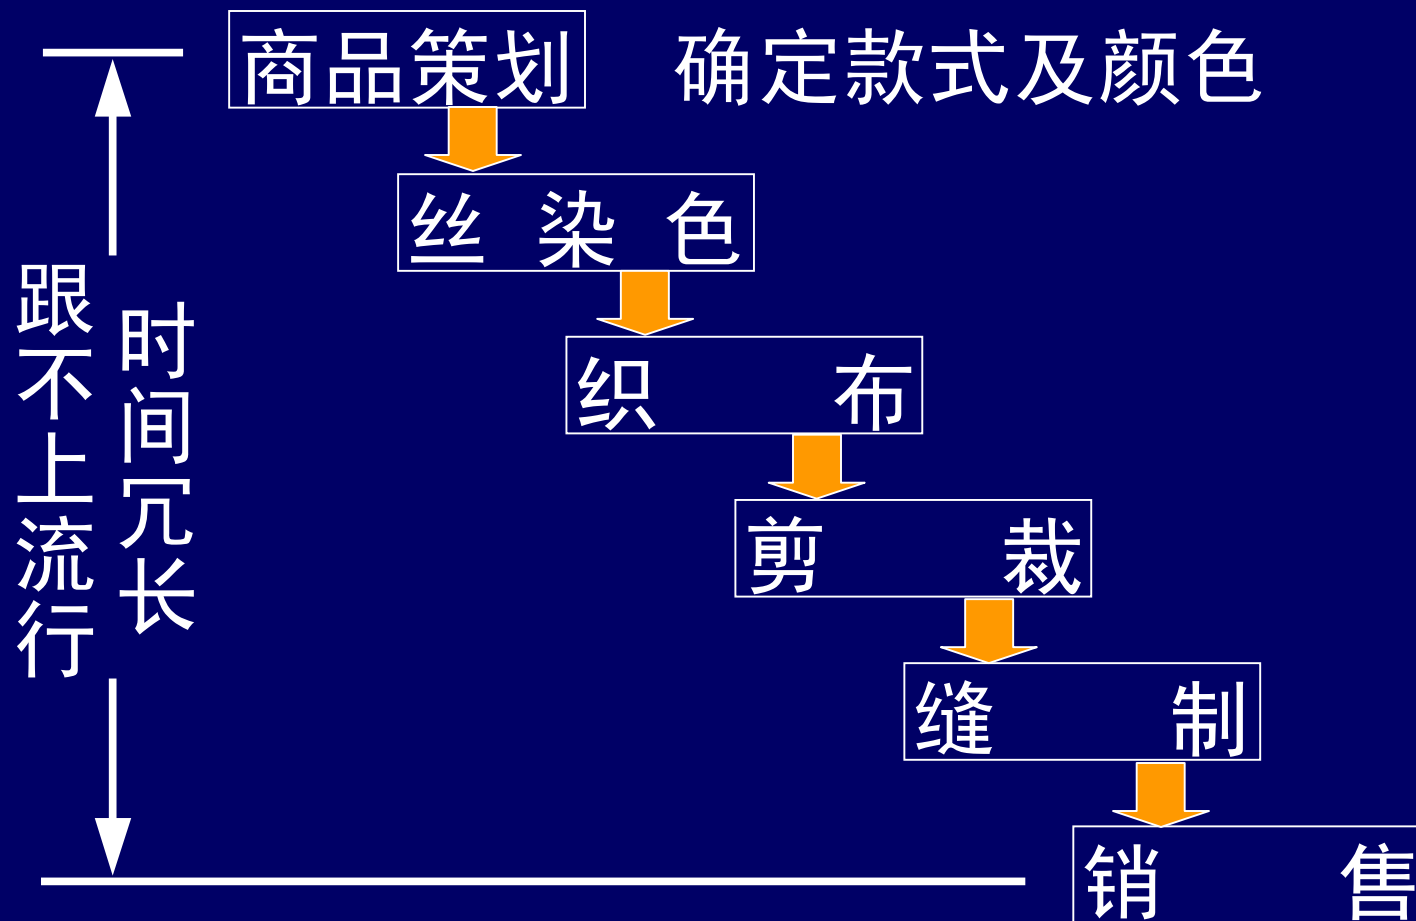 商品策划
确定款式及颜色
丝 染 色
织 布
剪 裁
缝 制
销 售
跟不上流行
时间冗长